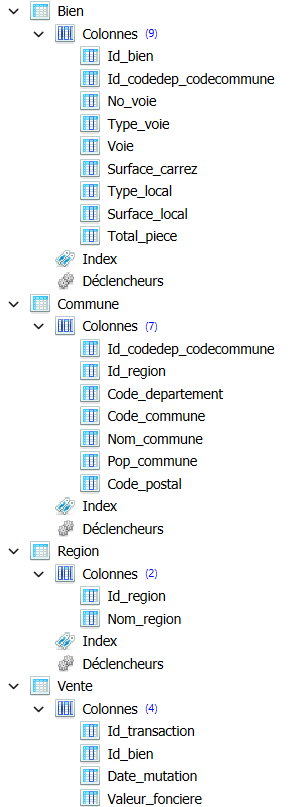 Bien
Colonnes (9)
Id_bien
Id_codedep_codecommune
No_voie
Type_voie
Voie
Surface_carrez
Type_local
Surface_local
Total_piece
Index
Déclencheurs
Commune
Colonnes (7)
Id_codedep_codecommune
Id_region
Code_departement
Code_commune
Nom_commune
Pop_commune
Code_postal
Index
Déclencheurs
Region
Colonnes (2)
Id_region
Nom_region
Index
Déclencheurs
Vente
Colonnes (4)
Id_transaction
Id_bien
Date_mutation
Valeur_fonciere